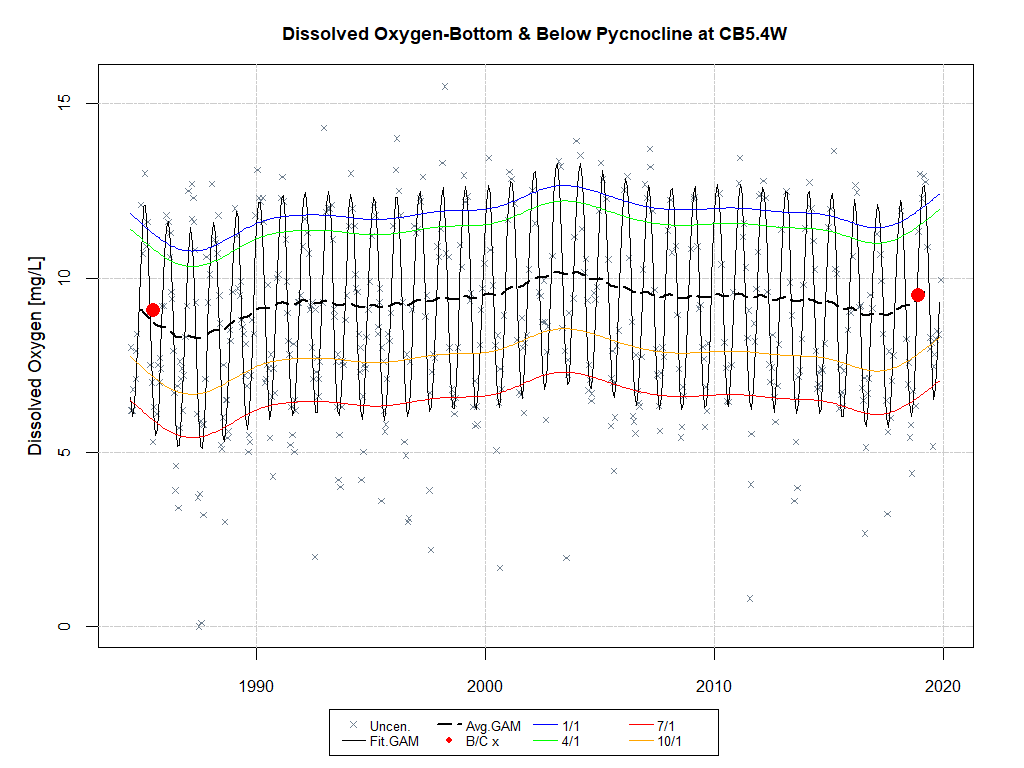 Dissolved Oxygen-Bottom & Below Pycnocline at CB5.4W
Dissolved Oxygen [mg/L]
15
10
5
0
1990 2000 2010 2020
Uncen. Avg.GAM 1/1 7/1
Fit.GAM B/C x 4/1 10/1